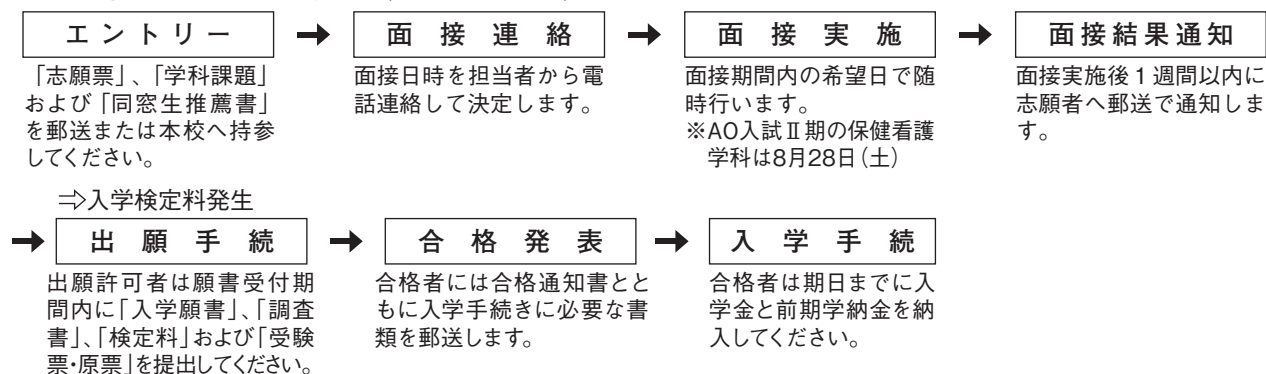 エントリー
「志願票」、「学科課題」
および「同窓生推薦書」
を郵送または本校へ持参
してください。
面接連絡
面接日時を担当者から電
話連絡して決定します。
面接実施
面接期間内の希望日で随
時行います。
※AO入試Ⅱ期の保健看護
学科は8月28日(土)
面接結果通知
面接実施後1週間以内に
志願者へ郵送で通知しま
す。
⇨入学検定料発生
出願手続
出願許可者は願書受付期
間内に「入学願書」、「調査
書」、「検定料」および「受験
票・原票」を提出してください。
合格発表
合格者には合格通知書とと
もに入学手続きに必要な書
類を郵送します。
入学手続
合格者は期日までに入
学金と前期学納金を納
入してください。